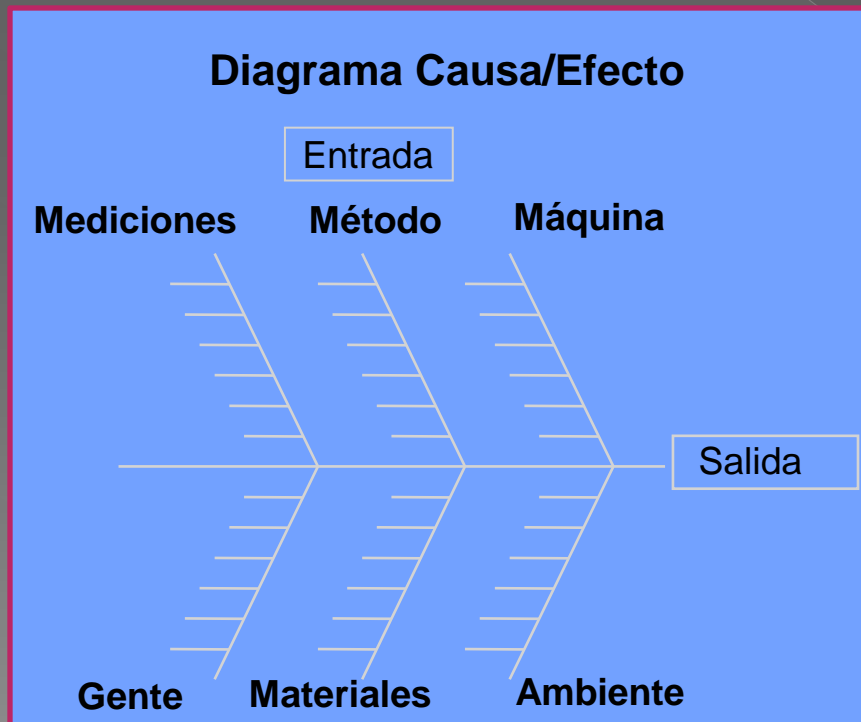 Diagrama Causa/Efecto
Entrada
Mediciones Método Máquina
Salida
Gente Materiales Ambiente